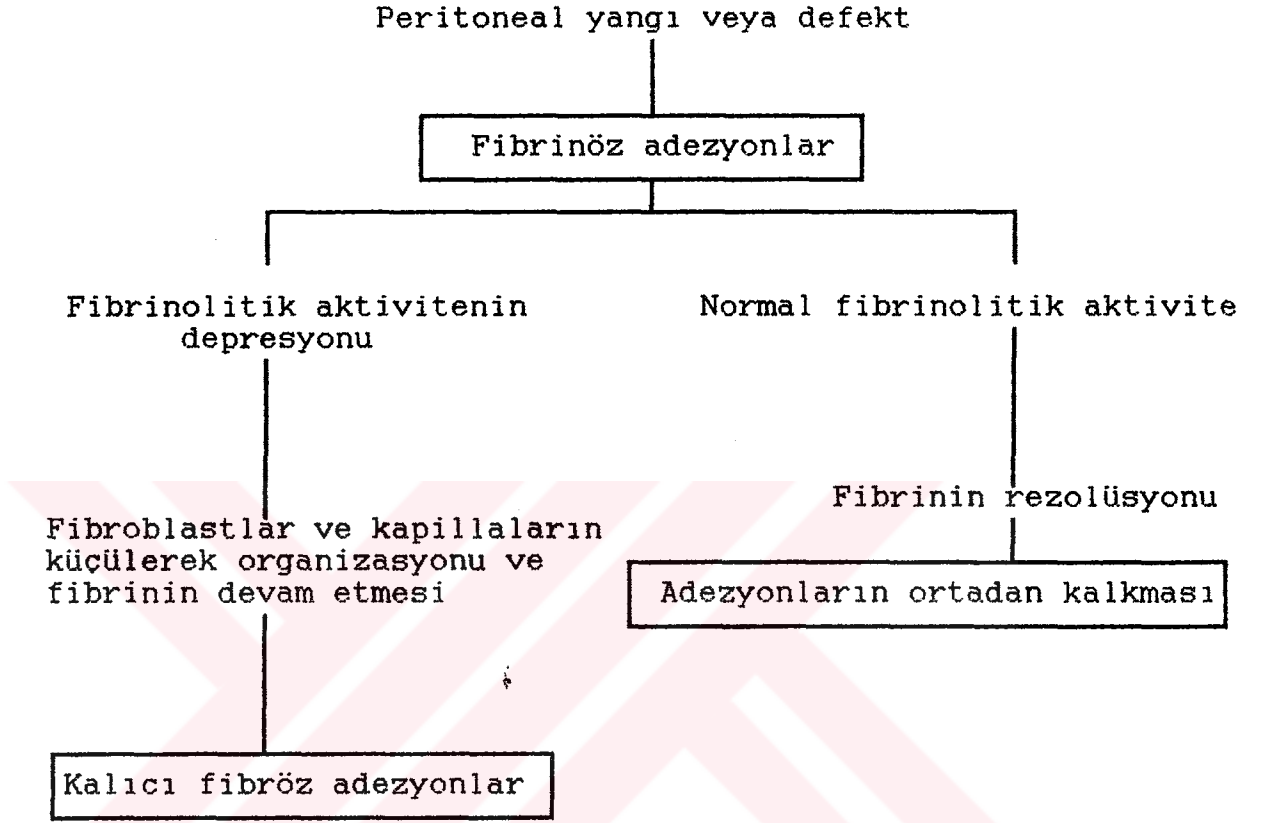 Peritoneal yangı veya defekt
Fibrinöz adezyonlar
Fibrinolitik aktivitenin
depresyonu
Normal fibrinolitik aktivite
Fibrinin rezolüsyonu
Fibroblastlar ve kapillaların
küçülerek organizasyonu ve
fibrinin devam etmesi
Adezyonların ortadan kalkması
Kalıcı fibröz adezyonlar